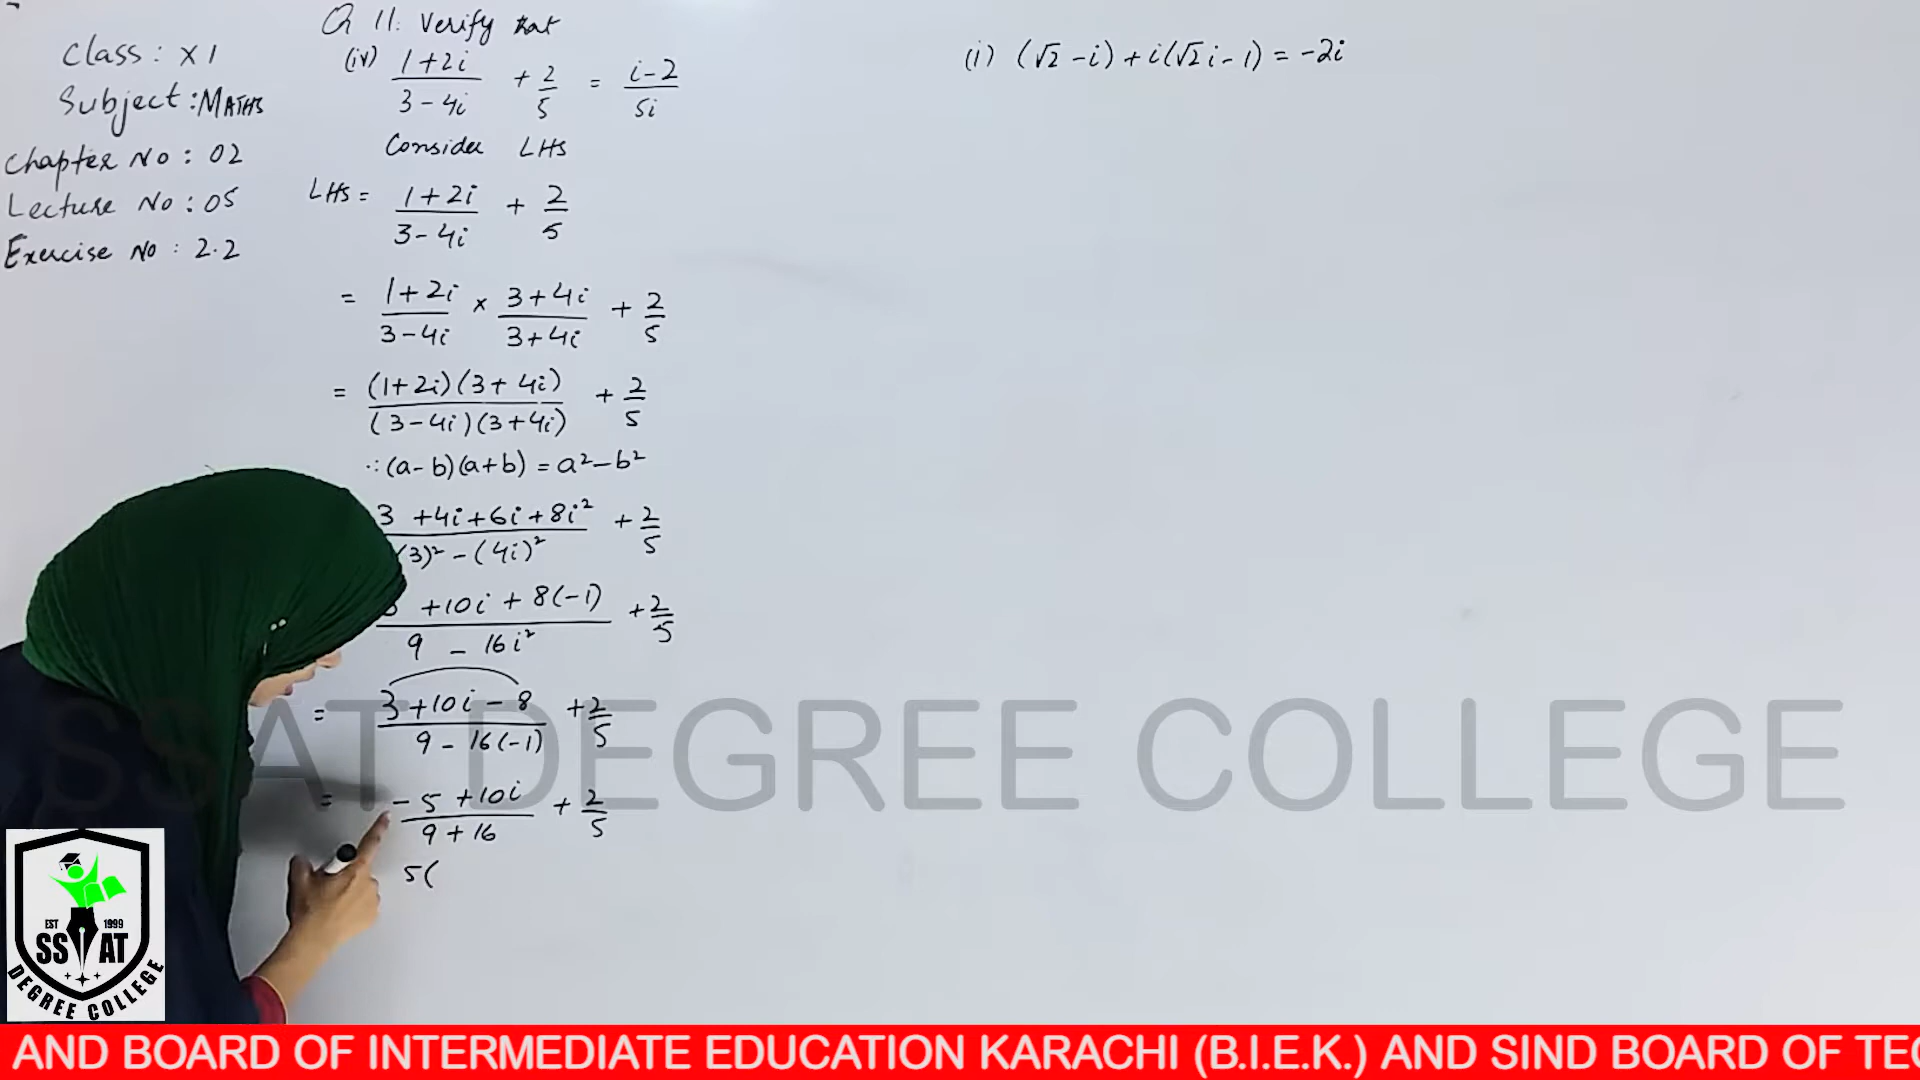 Class: XI
Subject: MATHS
Chapter No: 02
Lecture No: 05
Exercise No: 2.2
Q 11. Verify that
(iv) (1+2i)/(3-4i) + 2/5 = (i-2)/5i
Consider LHS
LHS = (1+2i)/(3-4i) + 2/5
= (1+2i)/(3-4i) × (3+4i)/(3+4i) + 2/5
= (1+2i)(3+4i)/(3-4i)(3+4i) + 2/5
∵ (a-b)(a+b) = a²-b²
3 +4i+6i+8i²/(3)²-(4i)² + 2/5
3 +10i + 8(-1)/9 - 16i² + 2/5
= 3+10i-8/9-16(-1) + 2/5
= -5+10i/9+16 + 2/5
5(
(i) (√2 -i) + i(√2 i - 1) = -2i
SSAT DEGREE COLLEGE
EST 1999
SS AT
DEGREE COLLEGE
AND BOARD OF INTERMEDIATE EDUCATION KARACHI (B.I.E.K.) AND SIND BOARD OF TEC